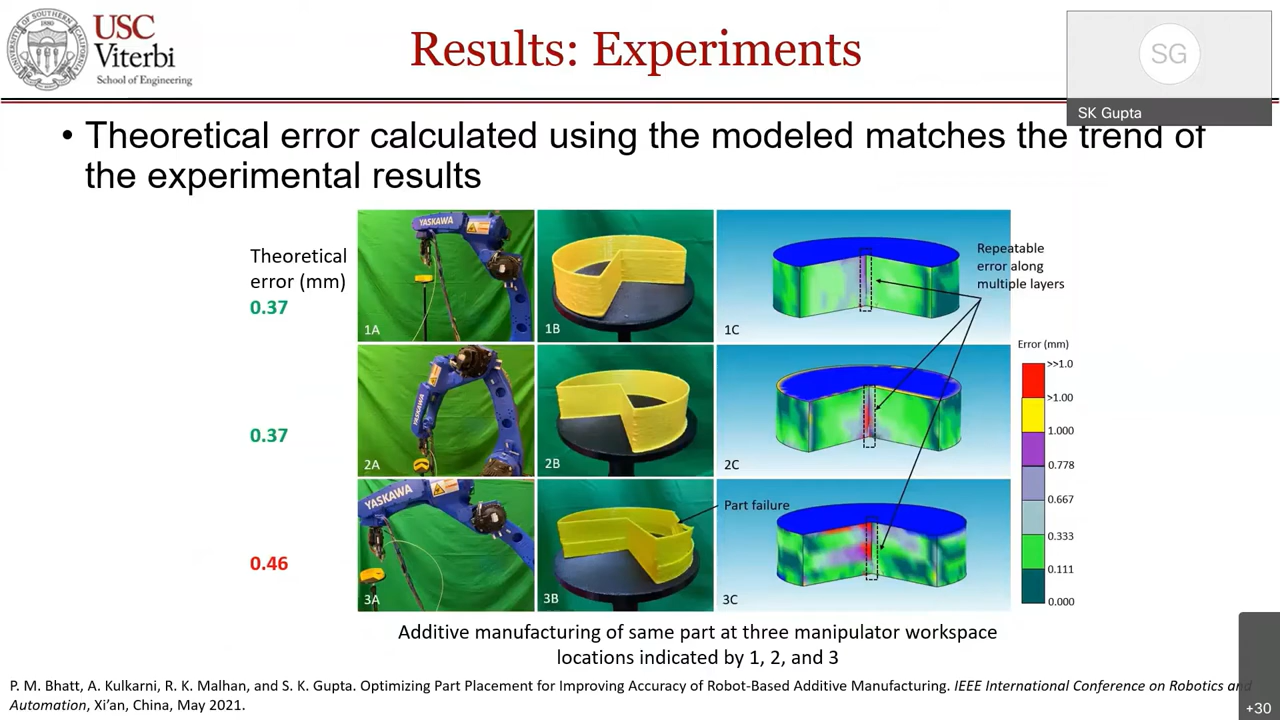 USC
Viterbi
School of Engineering
Results: Experiments
SG
SK Gupta
• Theoretical error calculated using the modeled matches the trend of
the experimental results
Theoretical
error (mm)
0.37
0.37
0.46
YASKAWA
1A
1B
1C
Repeatable
error along
multiple layers
YASKAWA
2A
2B
2C
YASKAWA
3A
3B
3C
Part failure
Error (mm)
>>1.0
>1.00
1.000
0.778
0.667
0.333
0.111
0.000
Additive manufacturing of same part at three manipulator workspace
locations indicated by 1, 2, and 3
P. M. Bhatt, A. Kulkarni, R. K. Malhan, and S. K. Gupta. Optimizing Part Placement for Improving Accuracy of Robot-Based Additive Manufacturing. IEEE International Conference on Robotics and
Automation, Xi'an, China, May 2021.
+30